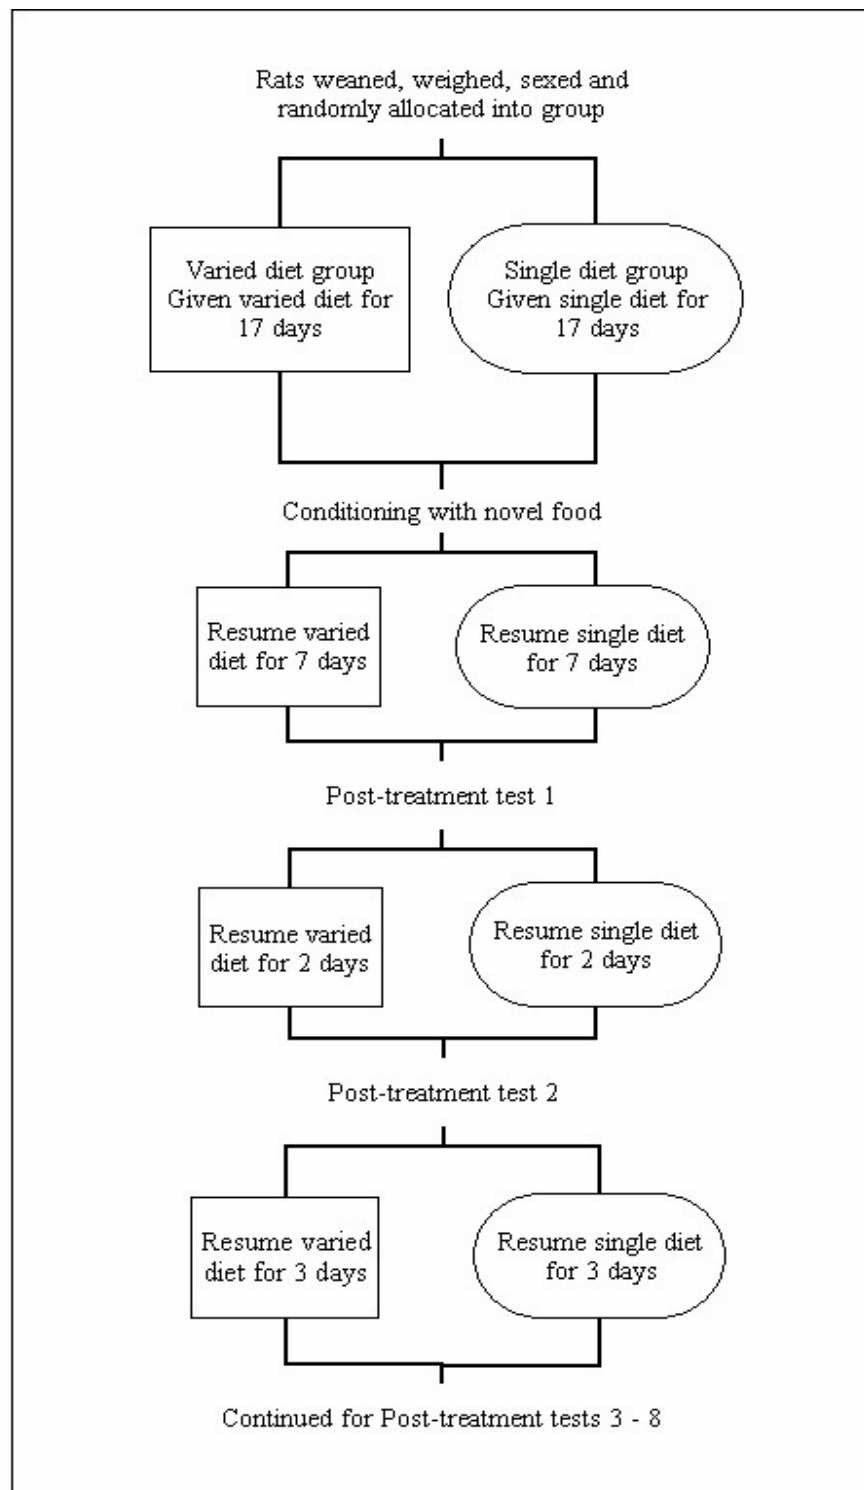 Rats weaned, weighed, sexed and
randomly allocated into group
Varied diet group
Given varied diet for
17 days
Single diet group
Given single diet for
17 days
Conditioning with novel food
Resume varied
diet for 7 days
Resume single diet
for 7 days
Post-treatment test 1
Resume varied
diet for 2 days
Resume single diet
for 2 days
Post-treatment test 2
Resume varied
diet for 3 days
Resume single diet
for 3 days
Continued for Post-treatment tests 3 - 8